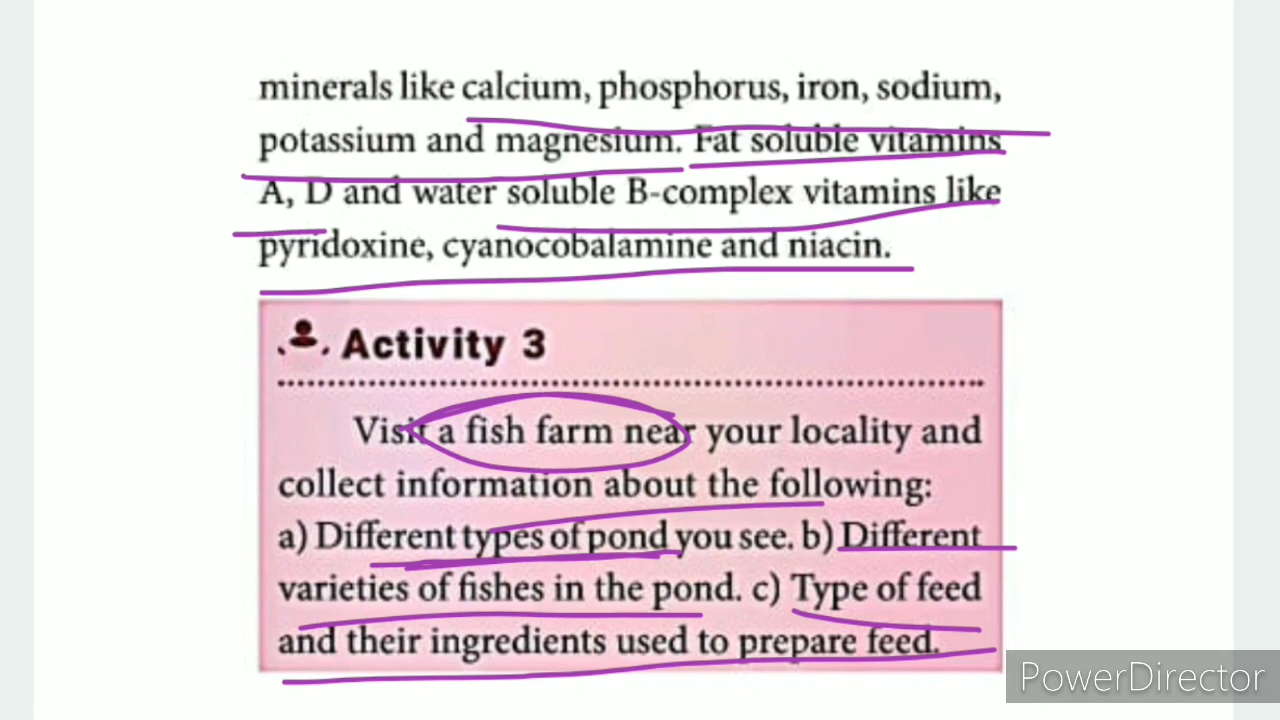 minerals like calcium, phosphorus, iron, sodium,
potassium and magnesium. Fat soluble vitamins
A, D and water soluble B-complex vitamins like
pyridoxine, cyanocobalamine and niacin.
Activity 3
Visit a fish farm near your locality and
collect information about the following:
a) Different types of pond you see. b) Different
varieties of fishes in the pond. c) Type of feed
and their ingredients used to prepare feed.
PowerDirector